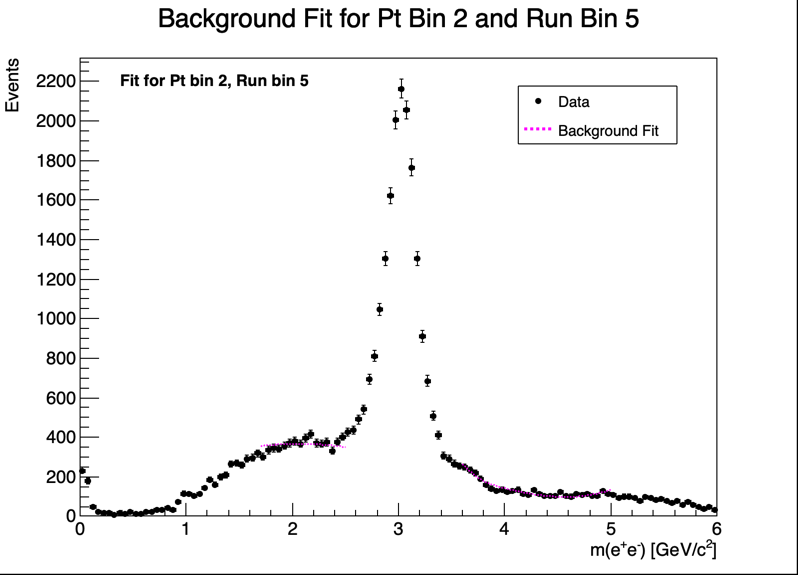 Background Fit for Pt Bin 2 and Run Bin 5
Events
Fit for Pt bin 2, Run bin 5
Data
Background Fit
2200
2000
1800
1600
1400
1200
1000
800
600
400
200
0
0 1 2 3 4 5 6
m(e⁺e⁻) [GeV/c²]